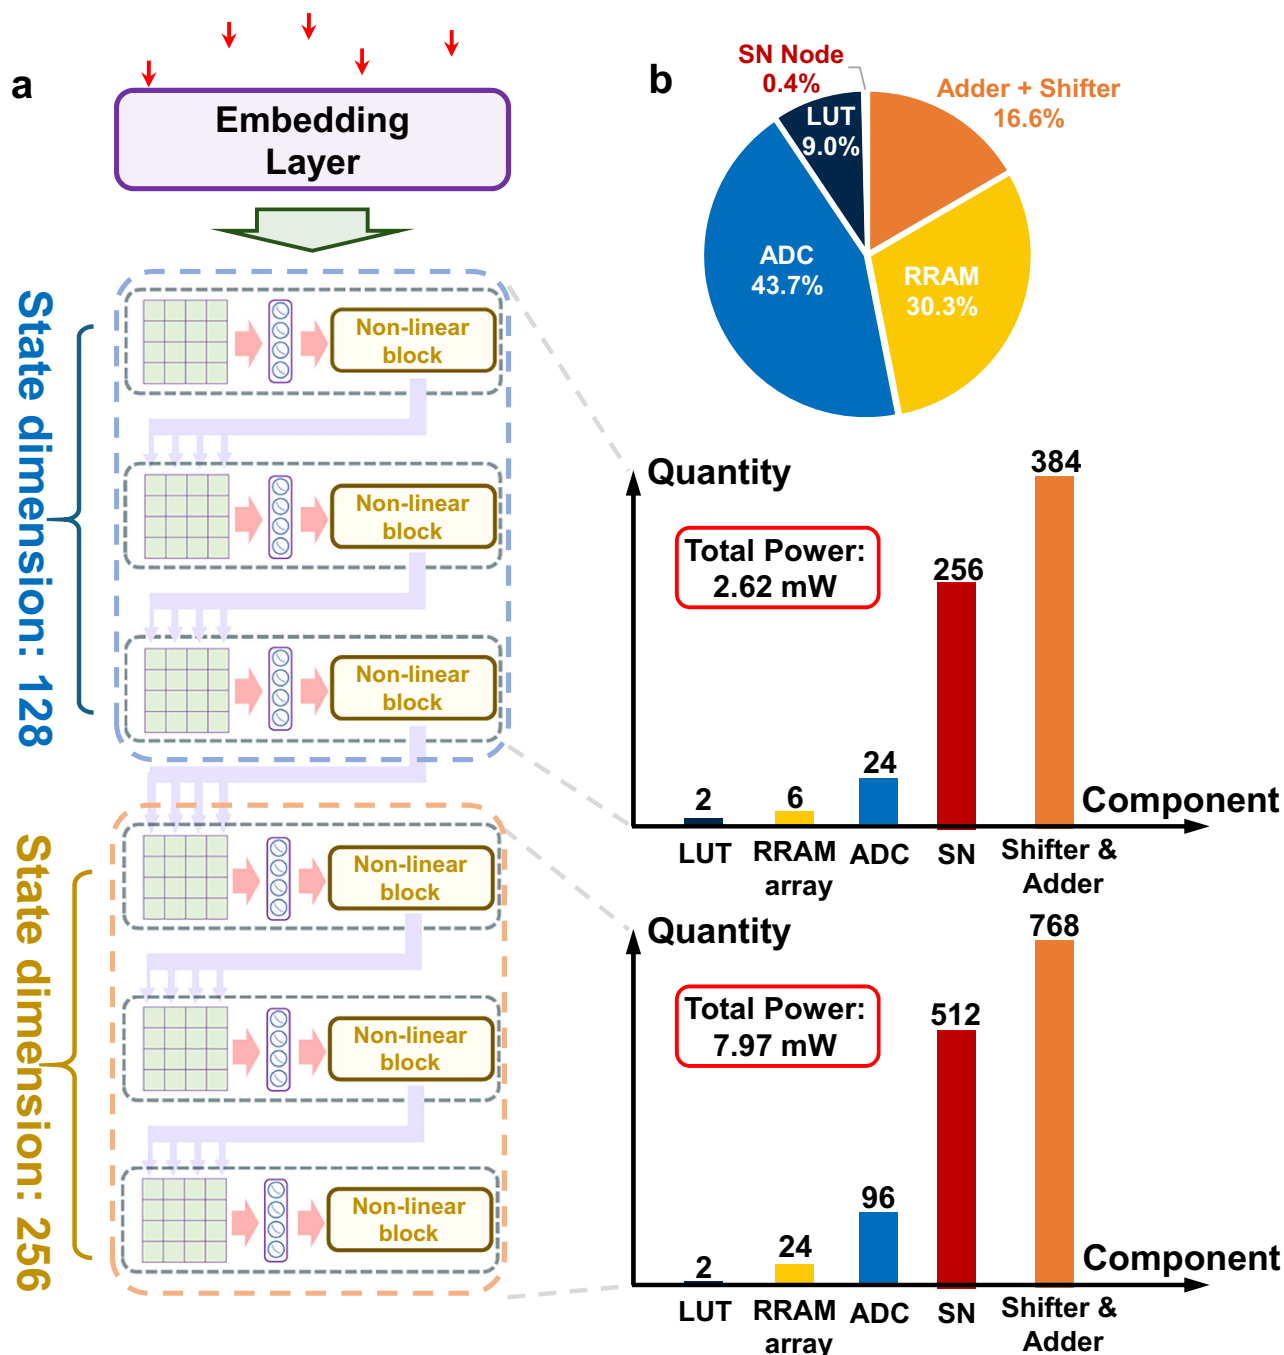 a
Embedding
Layer
State dimension: 128
Non-linear
block
Non-linear
block
Non-linear
block
State dimension: 256
Non-linear
block
Non-linear
block
Non-linear
block
b
SN Node
0.4%
Adder + Shifter
16.6%
LUT
9.0%
ADC
43.7%
RRAM
30.3%
Quantity
Total Power:
2.62 mW
2
6
24
256
384
Component
LUT
RRAM
array
ADC
SN
Shifter &
Adder
Quantity
Total Power:
7.97 mW
2
24
96
512
768
Component
LUT
RRAM
array
ADC
SN
Shifter &
Adder